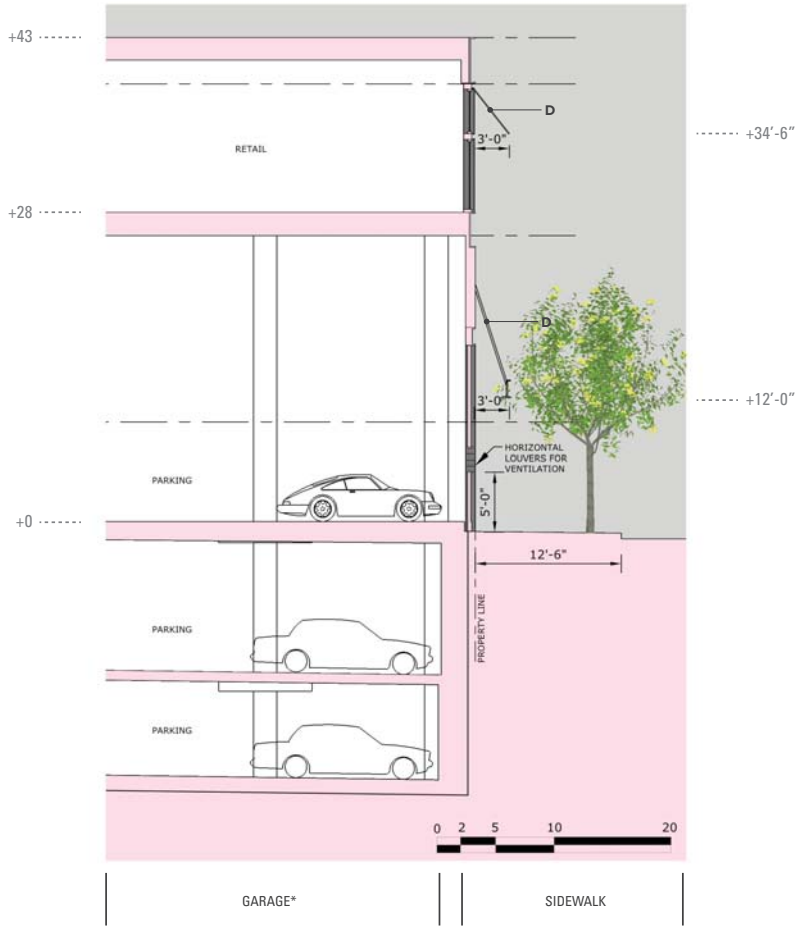 +43
D
+34'-6"
3'-0"
RETAIL
+28
D
3'-0"
+12'-0"
HORIZONTAL
LOUVERS FOR
VENTILATION
PARKING
5'-0"
+0
12'-6"
PROPERTY LINE
PARKING
PARKING
0 2 5 10 20
GARAGE*
SIDEWALK